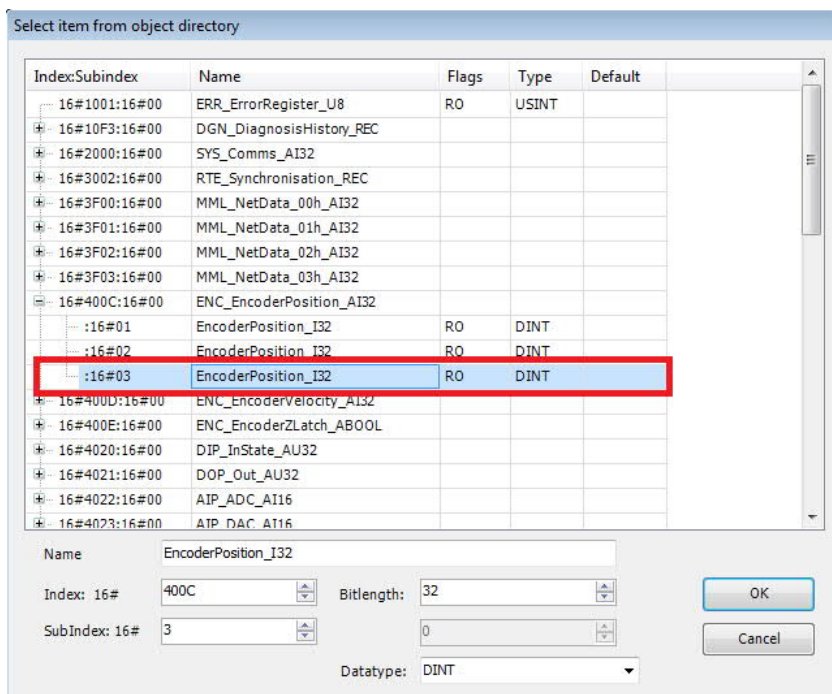 Select item from object directory
Index:Subindex Name Flags Type Default
16#1001:16#00 ERR_ErrorRegister_U8 RO USINT
16#10F3:16#00 DGN_DiagnosisHistory_REC
16#2000:16#00 SYS_Comms_AI32
16#3002:16#00 RTE_Synchronisation_REC
16#3F00:16#00 MML_NetData_00h_AI32
16#3F01:16#00 MML_NetData_01h_AI32
16#3F02:16#00 MML_NetData_02h_AI32
16#3F03:16#00 MML_NetData_03h_AI32
16#400C:16#00 ENC_EncoderPosition_AI32
:16#01 EncoderPosition_I32 RO DINT
:16#02 EncoderPosition_I32 RO DINT
:16#03 EncoderPosition_I32 RO DINT
16#400D:16#00 ENC_EncoderVelocity_AI32
16#400E:16#00 ENC_EncoderZLatch_ABOOL
16#4020:16#00 DIP_InState_AU32
16#4021:16#00 DOP_Out_AU32
16#4022:16#00 AIP_ADC_AI16
16#4023:16#00 AIP_DAC_AI16
Name EncoderPosition_I32
Index: 16# 400C Bitlength: 32 OK
SubIndex: 16# 3 0 Cancel
Datatype: DINT